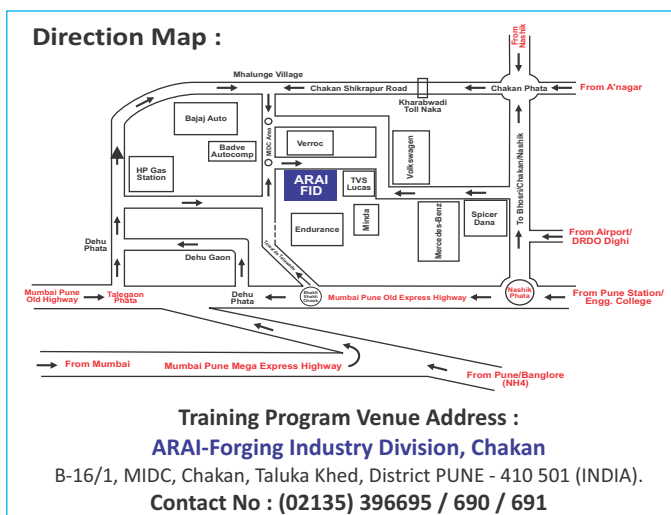 Direction Map :
From
Nashik
Mhalunge Village
Chakan Shikrapur Road
Chakan Phata
From A'nagar
Kharabwadi
Toll Naka
Bajaj Auto
MIDC Area
Verroc
Badve
Autocomp
Volkswagen
HP Gas
Station
ARAI
FID
TVS
Lucas
To Bhosri/Chakan/Nashik
Endurance
Minda
Mercedes-Benz
Spicer
Dana
From Airport/
DRDO Dighi
Dehu
Phata
Dehu Gaon
Mumbai Pune
Old Highway
Talegaon
Phata
Dehu
Phata
Shakti
Chowk
Mumbai Pune Old Express Highway
Nashik
Phata
From Pune Station/
Engg. College
From Mumbai
Mumbai Pune Mega Express Highway
From Pune/Banglore
(NH4)
Training Program Venue Address :
ARAI-Forging Industry Division, Chakan
B-16/1, MIDC, Chakan, Taluka Khed, District PUNE - 410 501 (INDIA).
Contact No : (02135) 396695 / 690 / 691